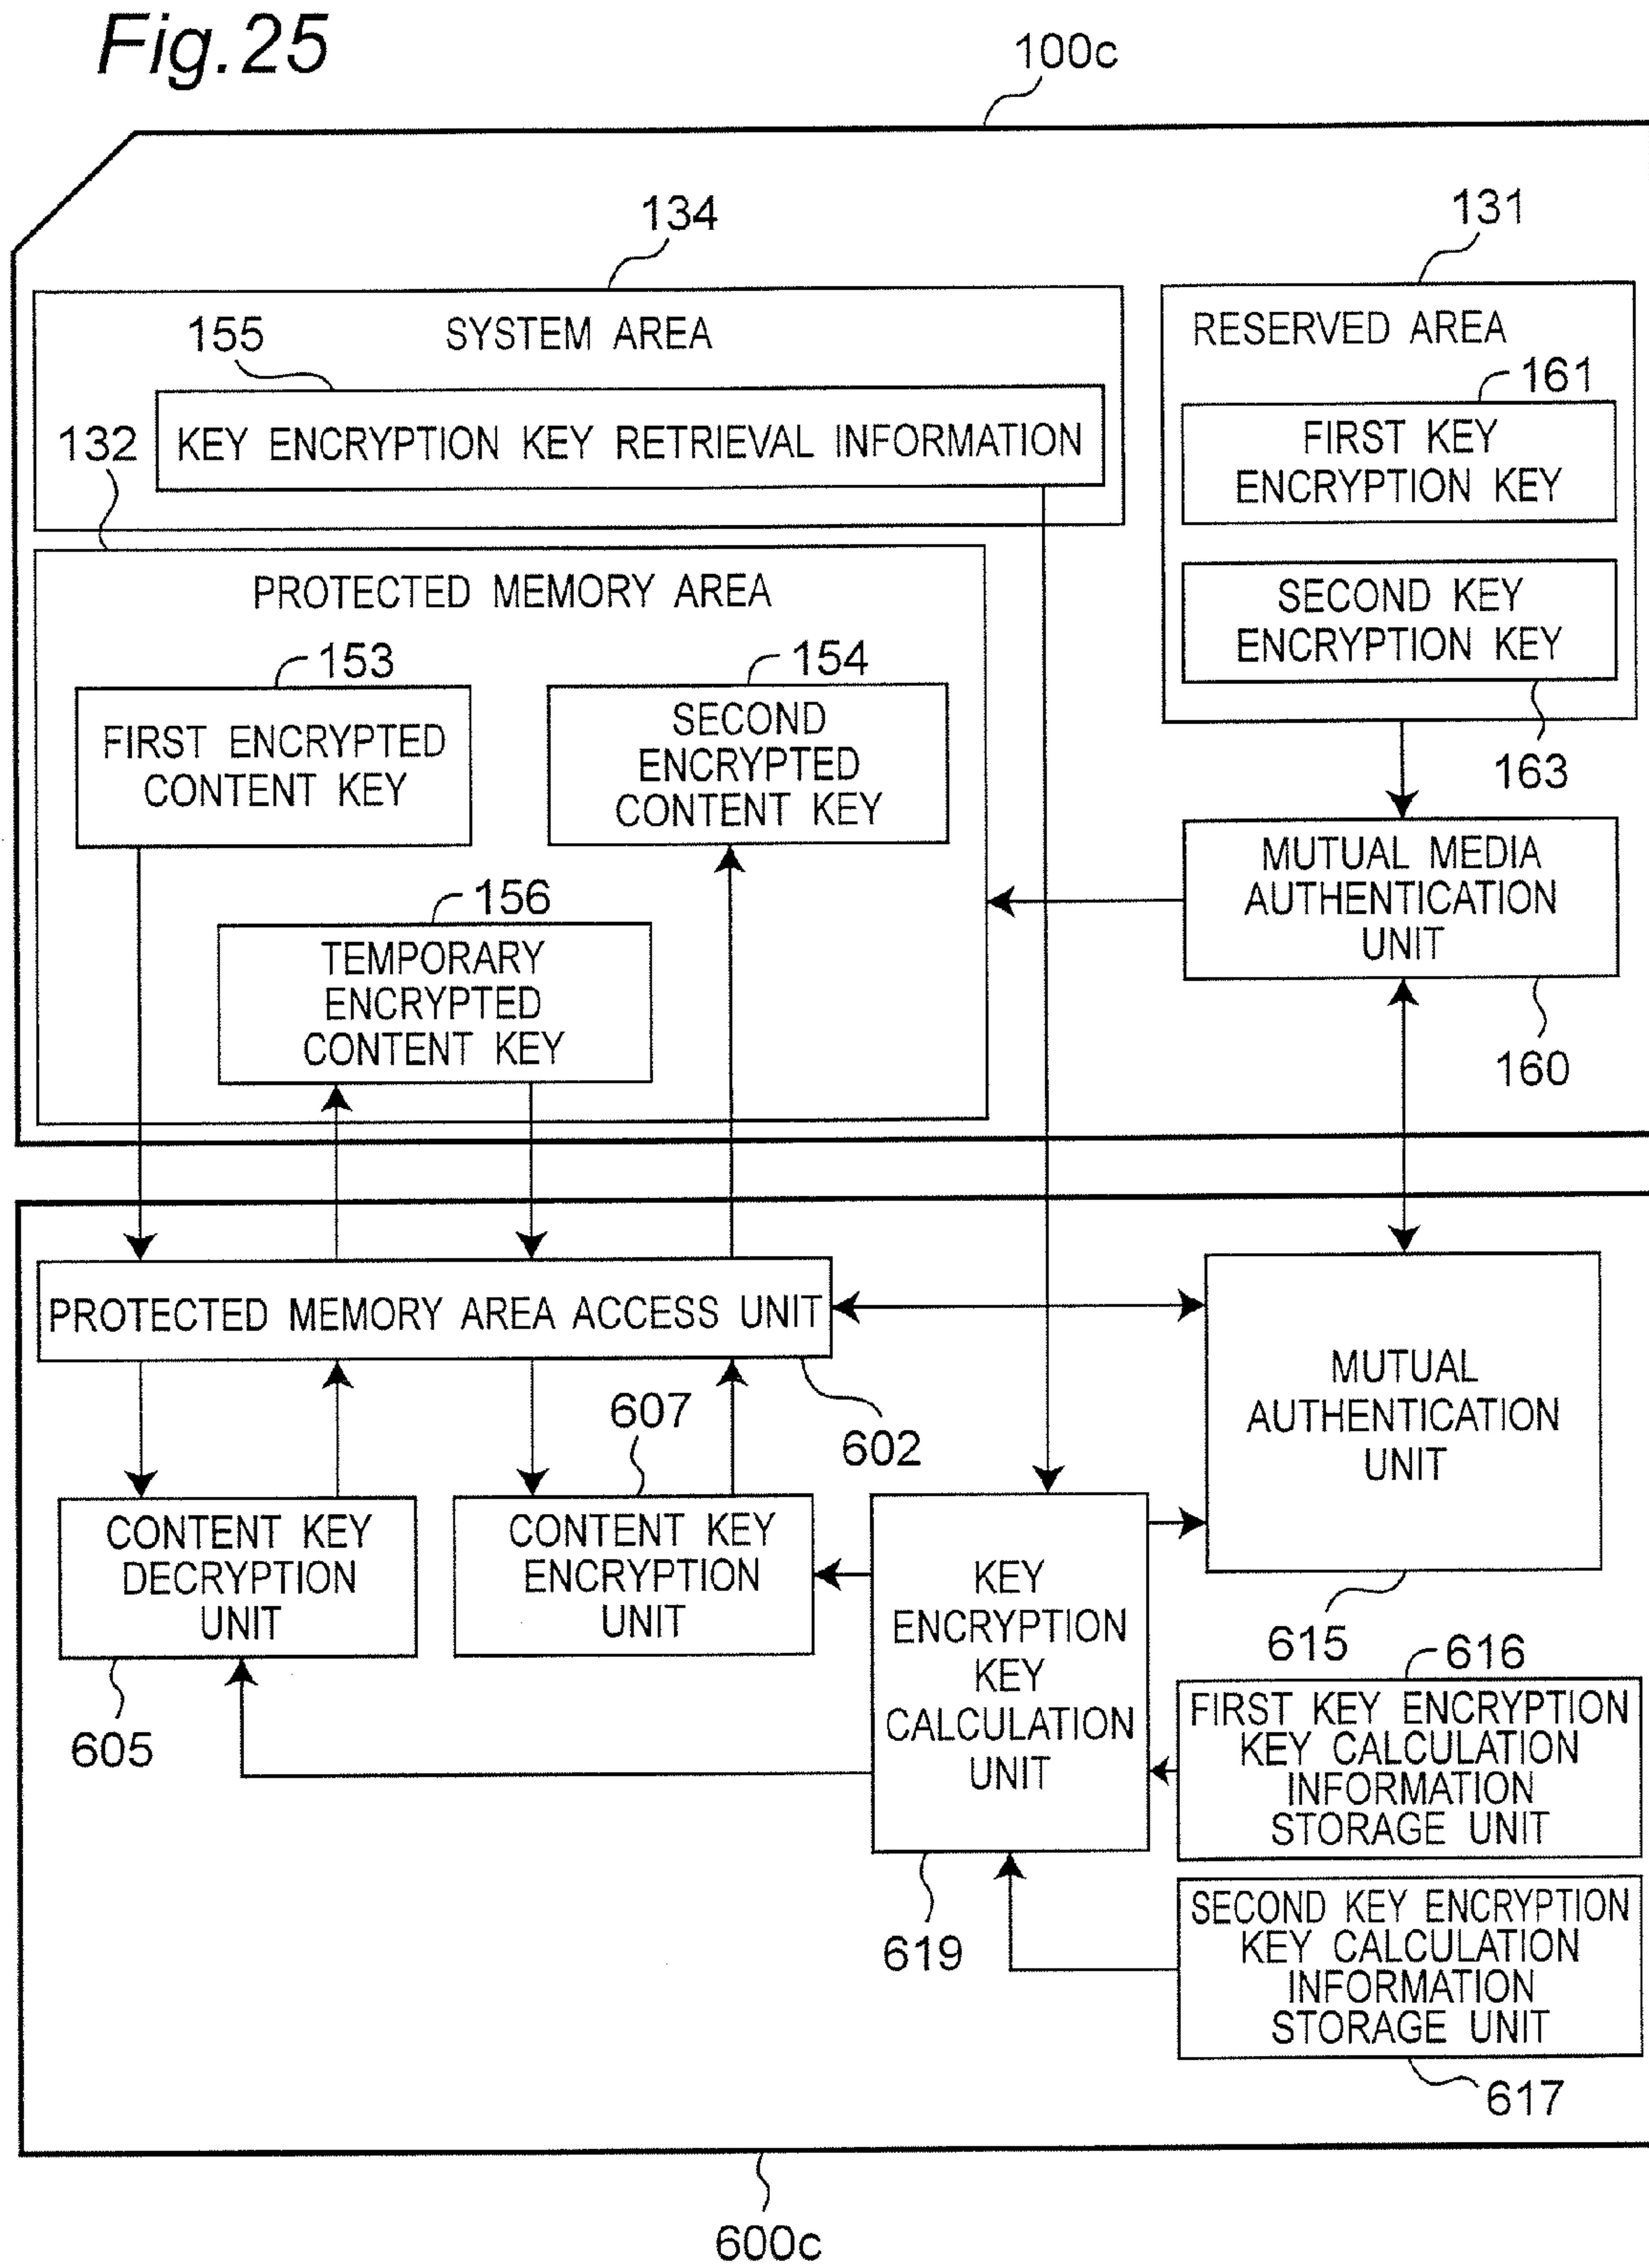 Fig.25
100c
134
131
155
SYSTEM AREA
RESERVED AREA
161
132
KEY ENCRYPTION KEY RETRIEVAL INFORMATION
FIRST KEY
ENCRYPTION KEY
PROTECTED MEMORY AREA
SECOND KEY
ENCRYPTION KEY
153
154
FIRST ENCRYPTED
CONTENT KEY
SECOND
ENCRYPTED
CONTENT KEY
163
156
MUTUAL MEDIA
AUTHENTICATION
UNIT
TEMPORARY
ENCRYPTED
CONTENT KEY
160
PROTECTED MEMORY AREA ACCESS UNIT
MUTUAL
AUTHENTICATION
UNIT
607
602
CONTENT KEY
DECRYPTION
UNIT
CONTENT KEY
ENCRYPTION
UNIT
KEY
ENCRYPTION
KEY
CALCULATION
UNIT
615
616
605
FIRST KEY ENCRYPTION
KEY CALCULATION
INFORMATION
STORAGE UNIT
619
SECOND KEY ENCRYPTION
KEY CALCULATION
INFORMATION
STORAGE UNIT
617
600c